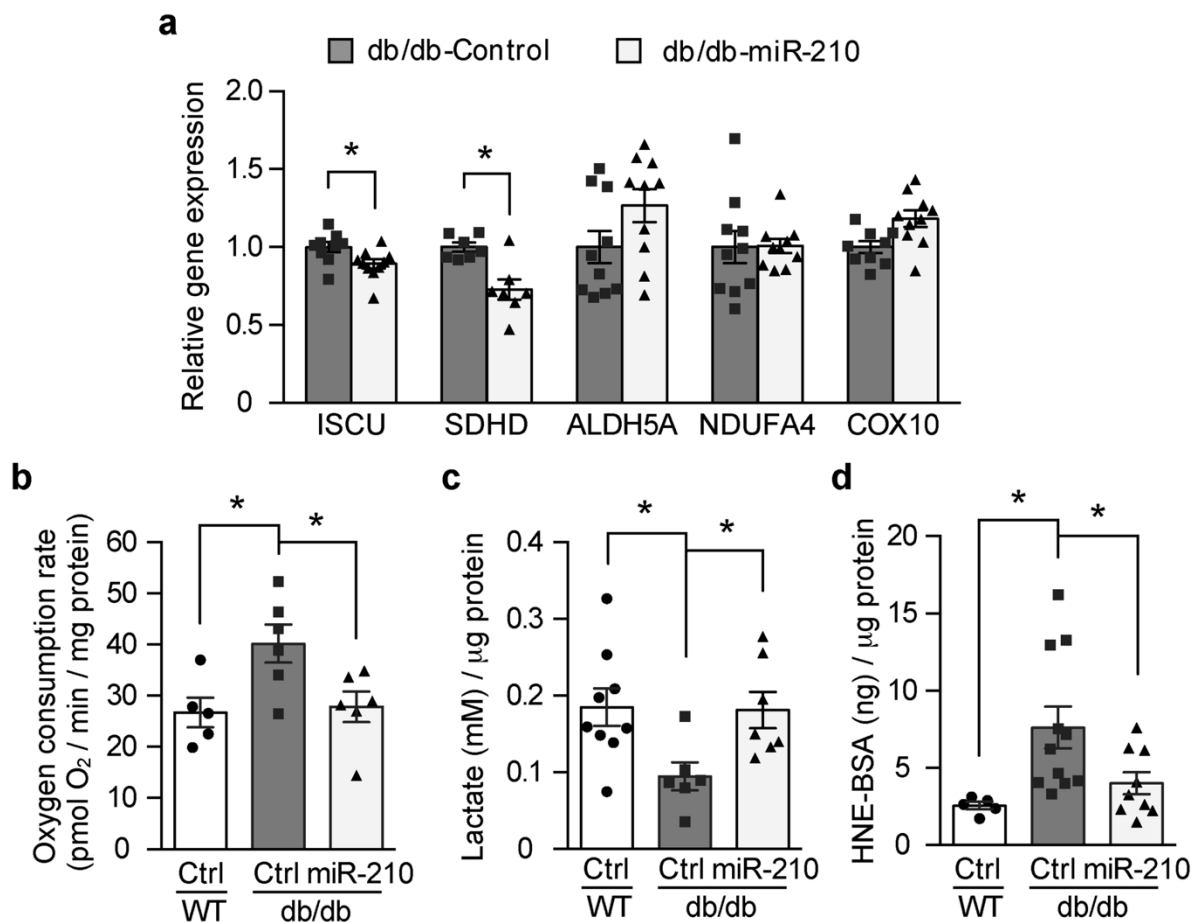 a
db/db-Control db/db-miR-210
Relative gene expression
2.0
1.5
1.0
0.5
0
* *
ISCU SDHD ALDH5A NDUFA4 COX10
b
Oxygen consumption rate
(pmol O₂ / min / mg protein)
60
50
40
30
20
10
0
* *
Ctrl Ctrl miR-210
WT db/db
c
Lactate (mM) / µg protein
0.4
0.3
0.2
0.1
0
* *
Ctrl Ctrl miR-210
WT db/db
d
HNE-BSA (ng) / µg protein
20
15
10
5
0
* *
Ctrl Ctrl miR-210
WT db/db